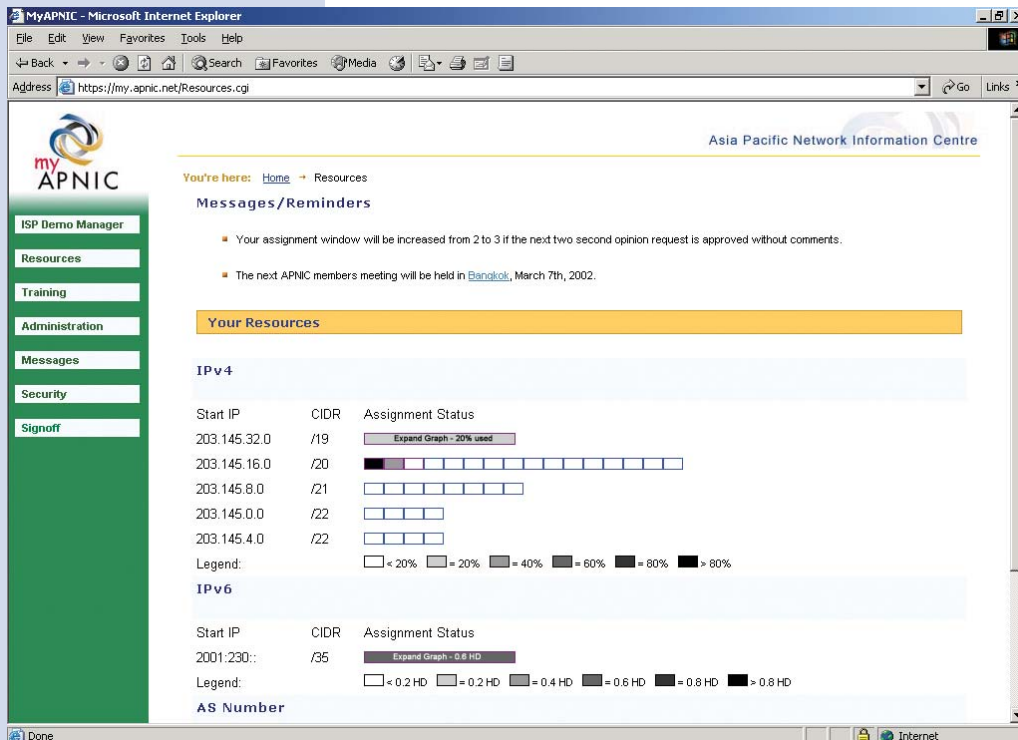 MyAPNIC - Microsoft Internet Explorer
File Edit View Favorites Tools Help
Back Search Favorites Media
Address https://my.apnic.net/Resources.cgi Go Links
my APNIC
Asia Pacific Network Information Centre
You're here: Home → Resources
Messages/Reminders
Your assignment window will be increased from 2 to 3 if the next two second opinion request is approved without comments.
The next APNIC members meeting will be held in Bangkok, March 7th, 2002.
ISP Demo Manager
Resources
Training
Administration
Messages
Security
Signoff
Your Resources
IPv4
Start IP CIDR Assignment Status
203.145.32.0 /19 Expand Graph - 20% used
203.145.16.0 /20
203.145.8.0 /21
203.145.0.0 /22
203.145.4.0 /22
Legend: < 20% = 20% = 40% = 60% = 80% > 80%
IPv6
Start IP CIDR Assignment Status
2001:230:: /35 Expand Graph - 0.6 HD
Legend: < 0.2 HD = 0.2 HD = 0.4 HD = 0.6 HD = 0.8 HD > 0.8 HD
AS Number
Done Internet